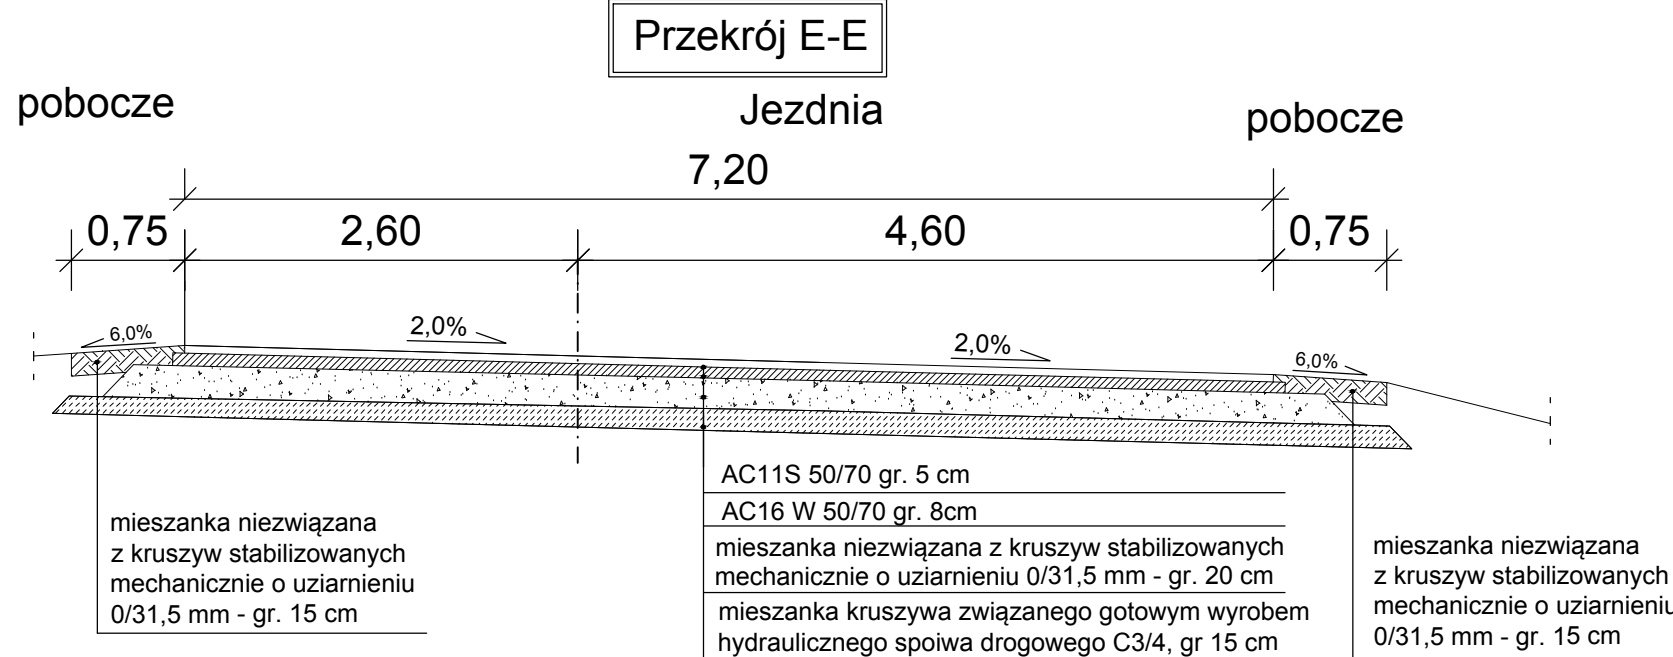 Przekrój E-E
pobocze
Jezdnia
pobocze
7,20
0,75
2,60
4,60
0,75
6,0%
2,0%
2,0%
6,0%
AC11S 50/70 gr. 5 cm
AC16 W 50/70 gr. 8cm
mieszanka niezwiązana z kruszyw stabilizowanych
mechanicznie o uziarnieniu 0/31,5 mm - gr. 20 cm
mieszanka kruszywa związanego gotowym wyrobem
hydraulicznego spoiwa drogowego C3/4, gr 15 cm
mieszanka niezwiązana
z kruszyw stabilizowanych
mechanicznie o uziarnieniu
0/31,5 mm - gr. 15 cm
mieszanka niezwiązana
z kruszyw stabilizowanych
mechanicznie o uziarnieniu
0/31,5 mm - gr. 15 cm